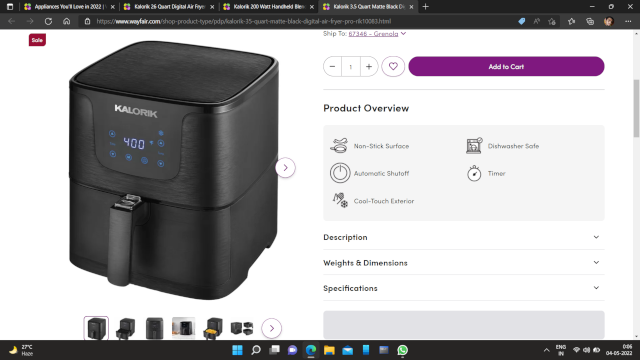 Appliances You'll Love in 2022 |
Kalorik 26 Quart Digital Air Fryer
Kalorik 200 Watt Handheld Blen
Kalorik 3.5 Quart Matte Black Di
https://www.wayfair.com/shop-product-type/pdp/kalorik-35-quart-matte-black-digital-air-fryer-pro-rik10083.html
Sale
Ship To: 67346 - Grenola
1
Add to Cart
KALORIK
400
Product Overview
Non-Stick Surface
Dishwasher Safe
Automatic Shutoff
Timer
Cool-Touch Exterior
Description
Weights & Dimensions
Specifications
27°C
Haze
ENG
IN
0:06
04-05-2022